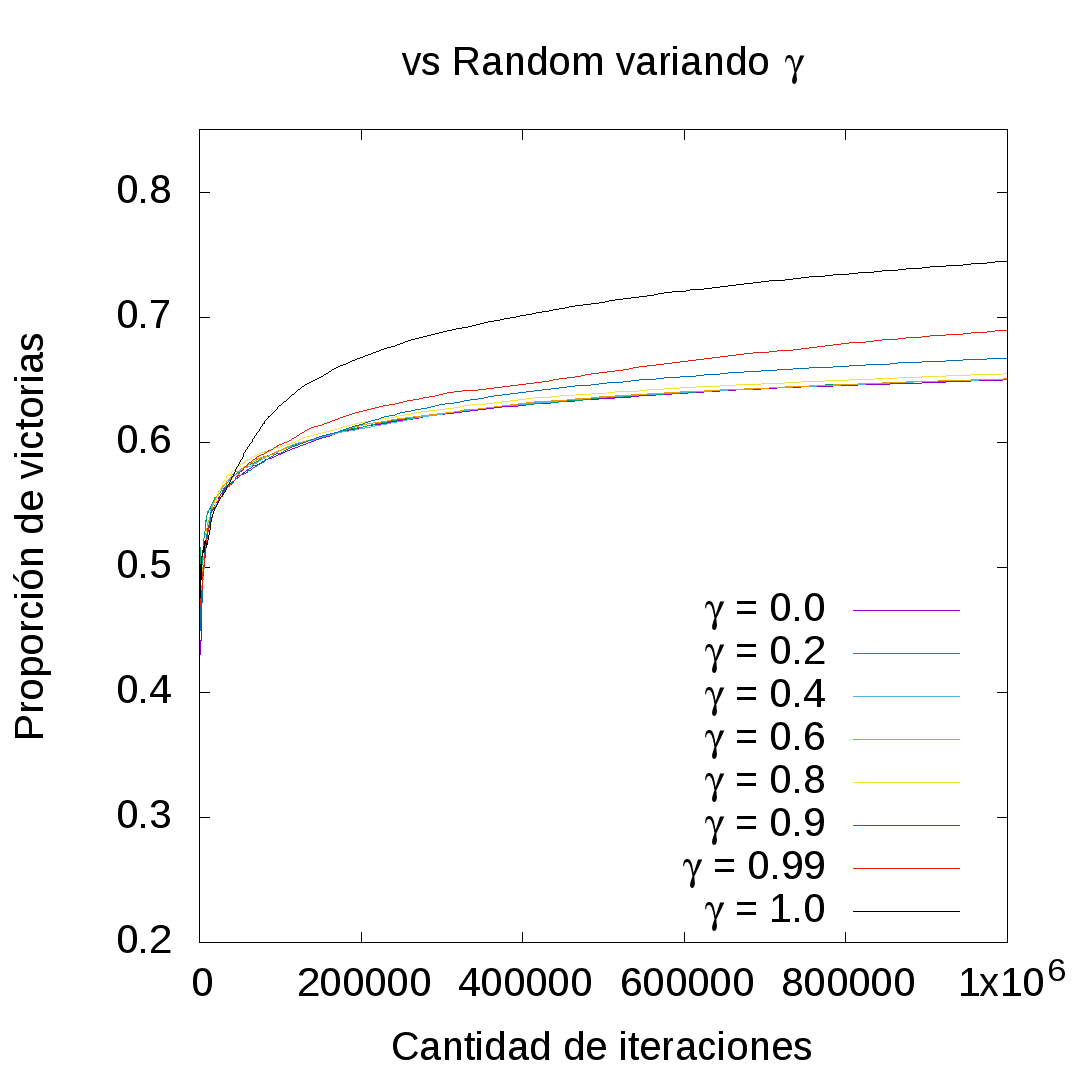 vs Random variando γ
0.8
0.7
0.6
0.5
0.4
0.3
0.2
Proporción de victorias
γ = 0.0
γ = 0.2
γ = 0.4
γ = 0.6
γ = 0.8
γ = 0.9
γ = 0.99
γ = 1.0
0 200000 400000 600000 800000 1x10⁶
Cantidad de iteraciones